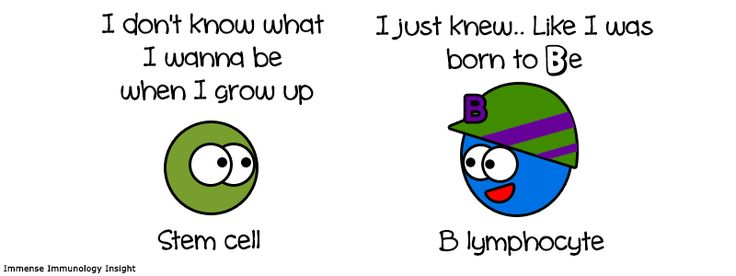 I don't know what
I wanna be
when I grow up
Stem cell
I just knew.. Like I was
born to Be
B
B lymphocyte
Immense Immunology Insight